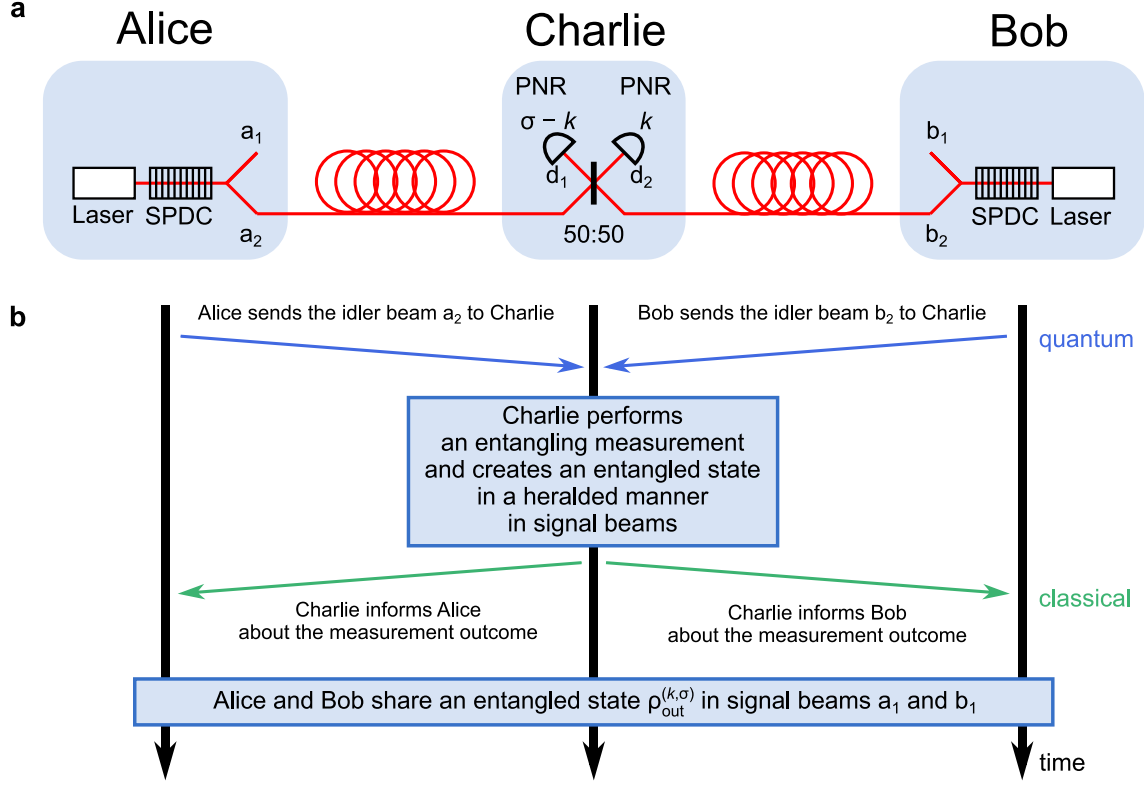 a
Alice
Charlie
Bob
PNR
PNR
σ − k
k
a₁
d₁
d₂
b₁
Laser
SPDC
SPDC
Laser
a₂
50:50
b₂
b
Alice sends the idler beam a₂ to Charlie
Bob sends the idler beam b₂ to Charlie
quantum
Charlie performs
an entangling measurement
and creates an entangled state
in a heralded manner
in signal beams
Charlie informs Alice
about the measurement outcome
Charlie informs Bob
about the measurement outcome
classical
Alice and Bob share an entangled state ρ_out^(k,σ) in signal beams a₁ and b₁
time